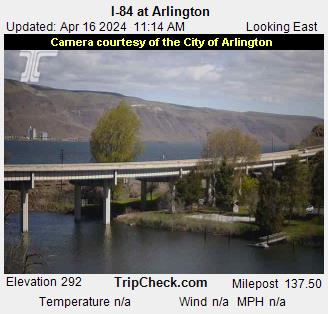 I-84 at Arlington
Updated: Apr 16 2024 11:14 AM Looking East
Camera courtesy of the City of Arlington
Elevation 292 TripCheck.com Milepost 137.50
Temperature n/a Wind n/a MPH n/a